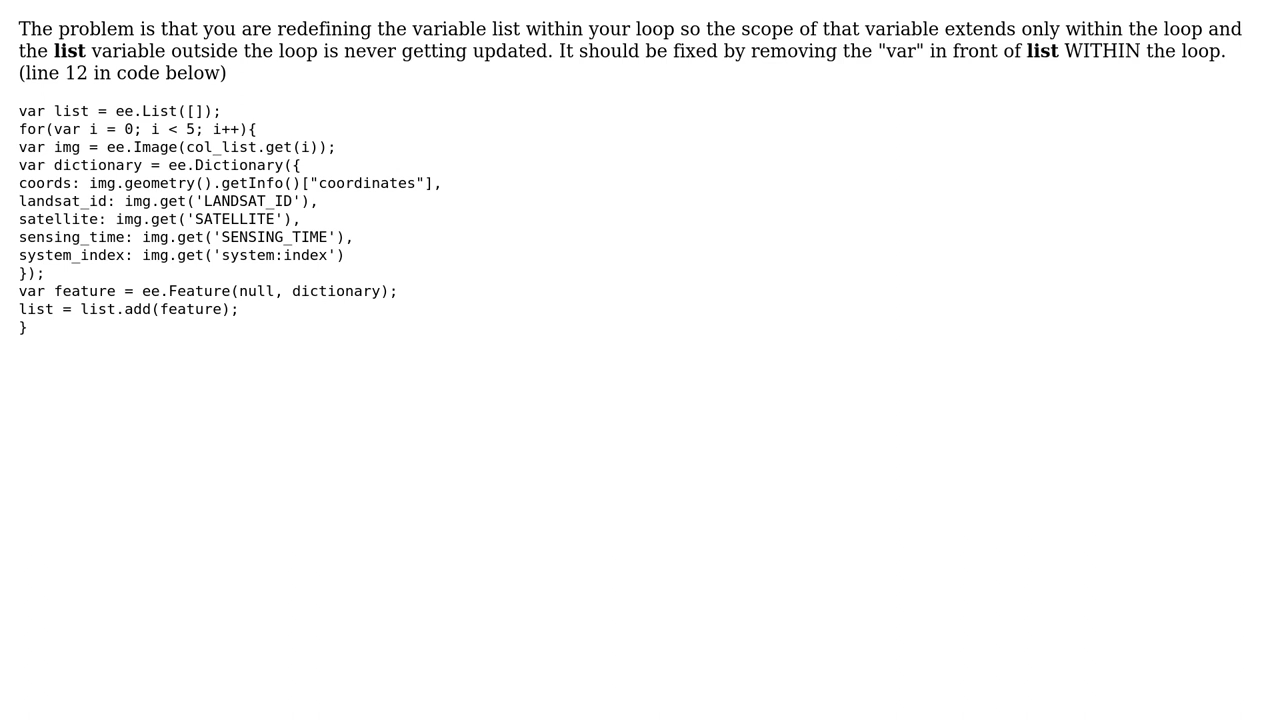 The problem is that you are redefining the variable list within your loop so the scope of that variable extends only within the loop and
the list variable outside the loop is never getting updated. It should be fixed by removing the "var" in front of list WITHIN the loop.
(line 12 in code below)
var list = ee.List([]);
for(var i = 0; i < 5; i++){
var img = ee.Image(col_list.get(i));
var dictionary = ee.Dictionary({
coords: img.geometry().getInfo()["coordinates"],
landsat_id: img.get('LANDSAT_ID'),
satellite: img.get('SATELLITE'),
sensing_time: img.get('SENSING_TIME'),
system_index: img.get('system:index')
});
var feature = ee.Feature(null, dictionary);
list = list.add(feature);
}